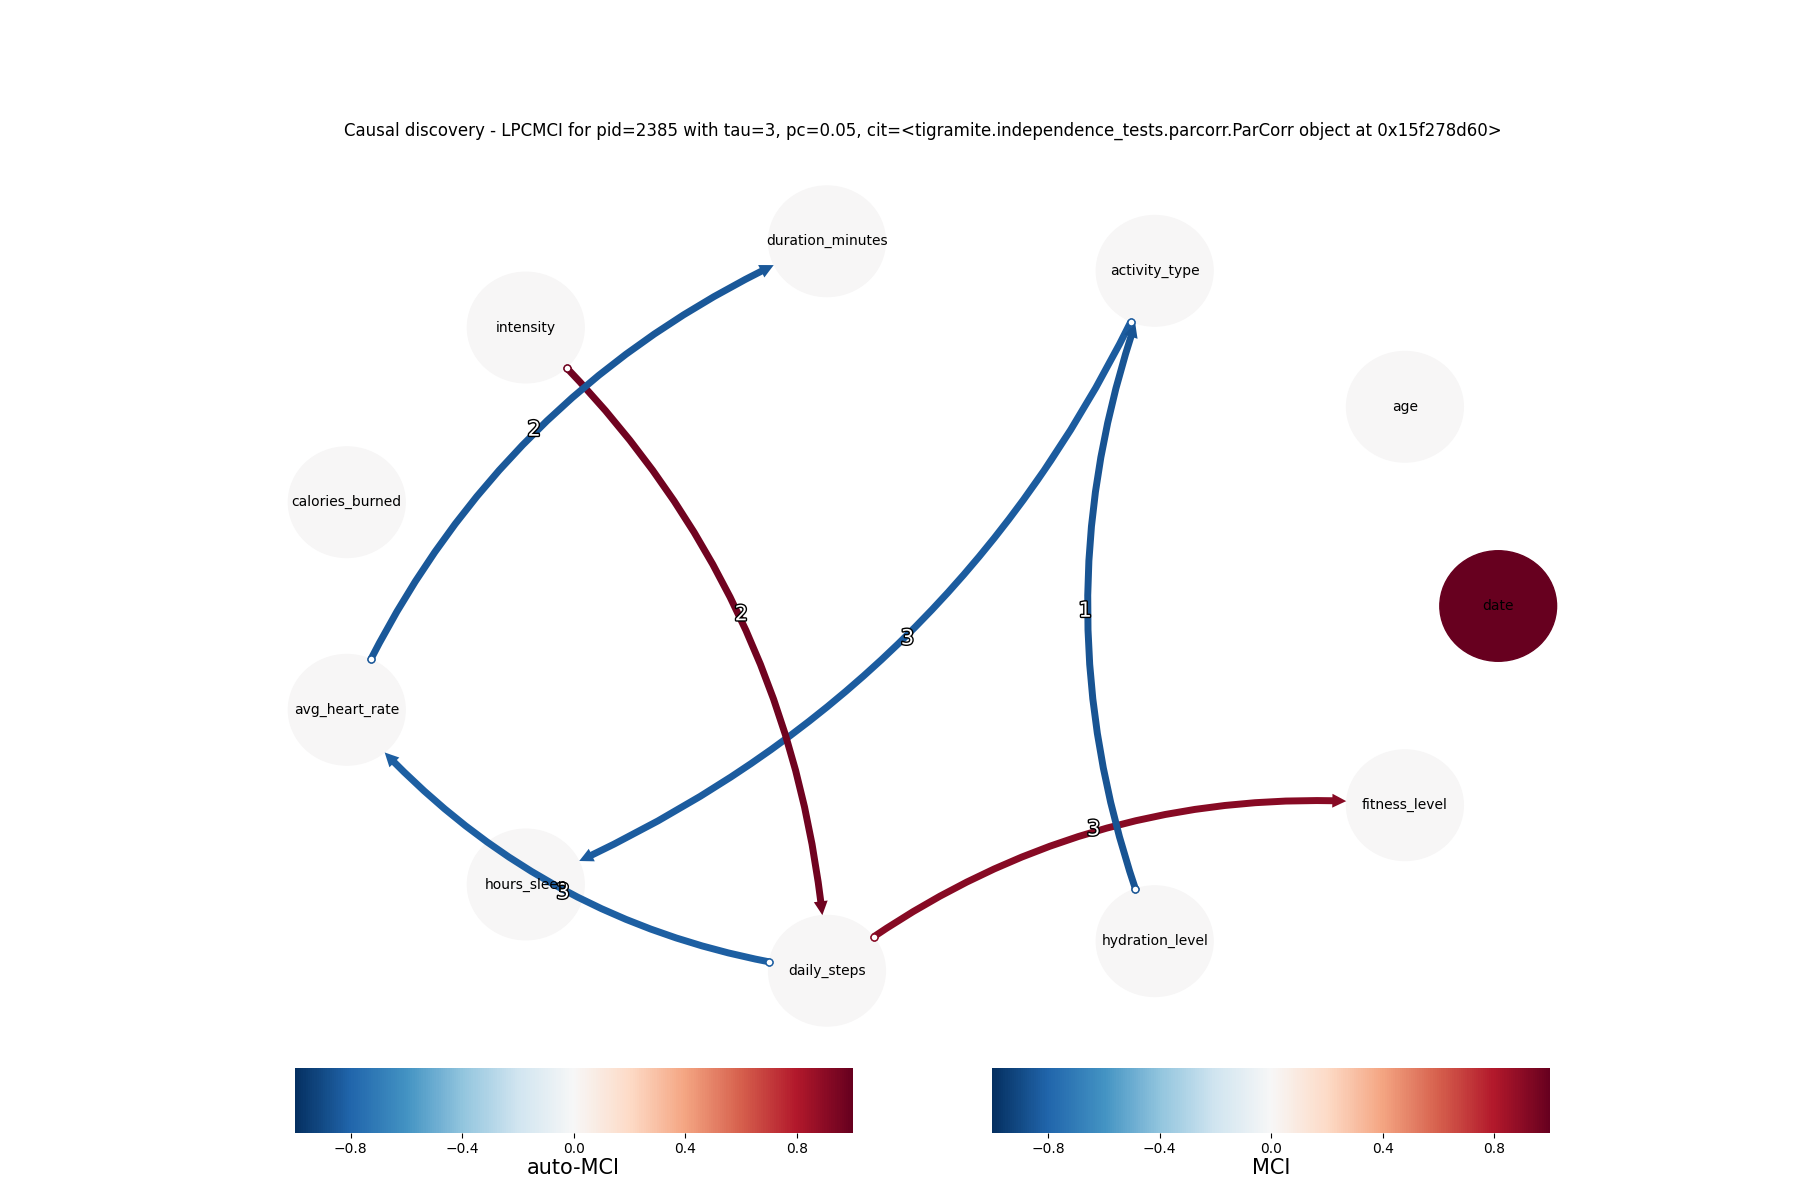 Causal discovery - LPCMCI for pid=2385 with tau=3, pc=0.05, cit=<tigramite.independence_tests.parcorr.ParCorr object at 0x15f278d60>
duration_minutes
activity_type
intensity
age
2
calories_burned
date
1
2
3
avg_heart_rate
fitness_level
3
hours_sleep
3
hydration_level
daily_steps
−0.8 −0.4 0.0 0.4 0.8
auto-MCI
−0.8 −0.4 0.0 0.4 0.8
MCI